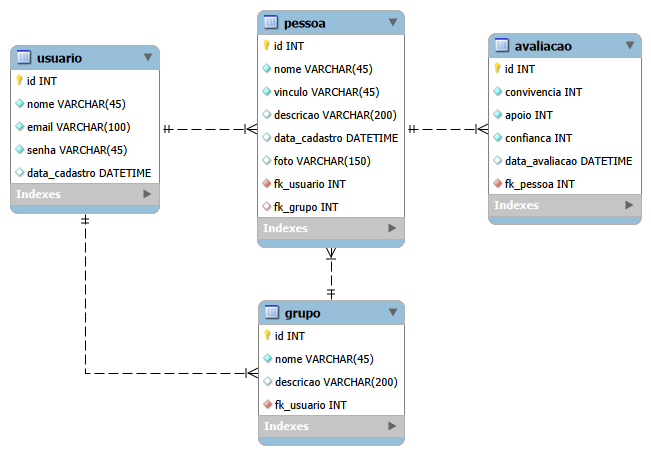 usuario
id INT
nome VARCHAR(45)
email VARCHAR(100)
senha VARCHAR(45)
data_cadastro DATETIME
Indexes
pessoa
id INT
nome VARCHAR(45)
vinculo VARCHAR(45)
descricao VARCHAR(200)
data_cadastro DATETIME
foto VARCHAR(150)
fk_usuario INT
fk_grupo INT
Indexes
avaliacao
id INT
convivencia INT
apoio INT
confianca INT
data_avaliacao DATETIME
fk_pessoa INT
Indexes
grupo
id INT
nome VARCHAR(45)
descricao VARCHAR(200)
fk_usuario INT
Indexes